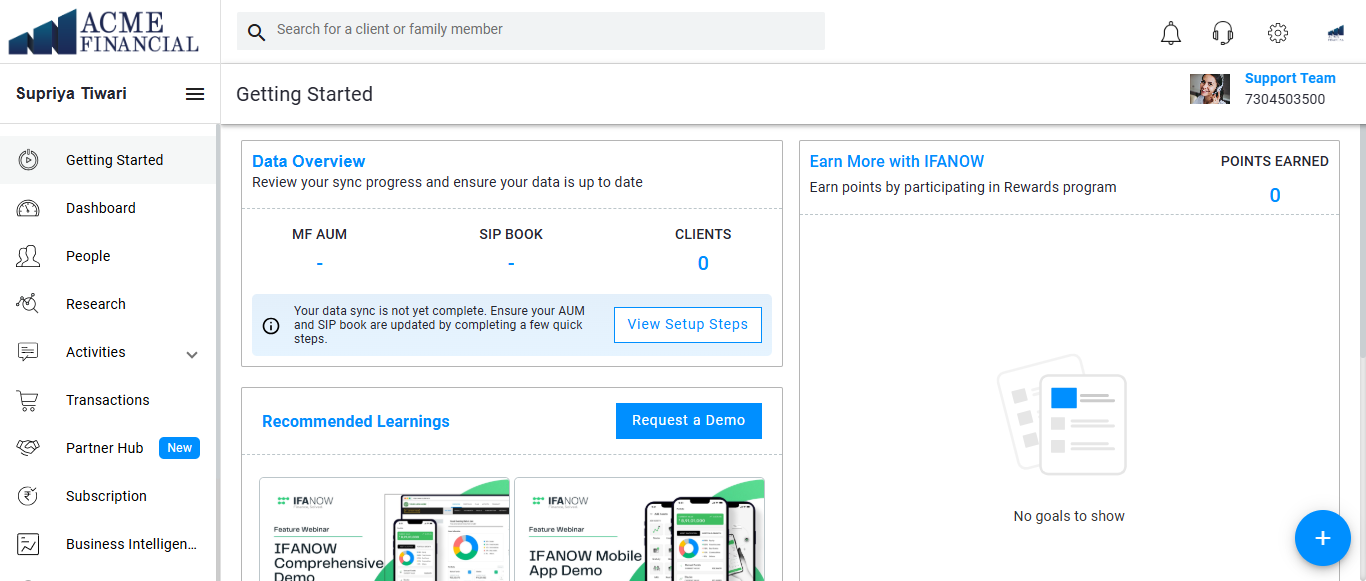 ACME
FINANCIAL
Search for a client or family member
Supriya Tiwari
Getting Started
Support Team
7304503500
Getting Started
Dashboard
People
Research
Activities
Transactions
Partner Hub New
Subscription
Business Intelligen...
Data Overview
Review your sync progress and ensure your data is up to date
MF AUM SIP BOOK CLIENTS
- - 0
Your data sync is not yet complete. Ensure your AUM
and SIP book are updated by completing a few quick
steps.
View Setup Steps
Recommended Learnings
Request a Demo
IFANOW
Feature Webinar
IFANOW
Comprehensive
Demo
IFANOW
Feature Webinar
IFANOW Mobile
App Demo
Earn More with IFANOW
POINTS EARNED
Earn points by participating in Rewards program
0
No goals to show
+